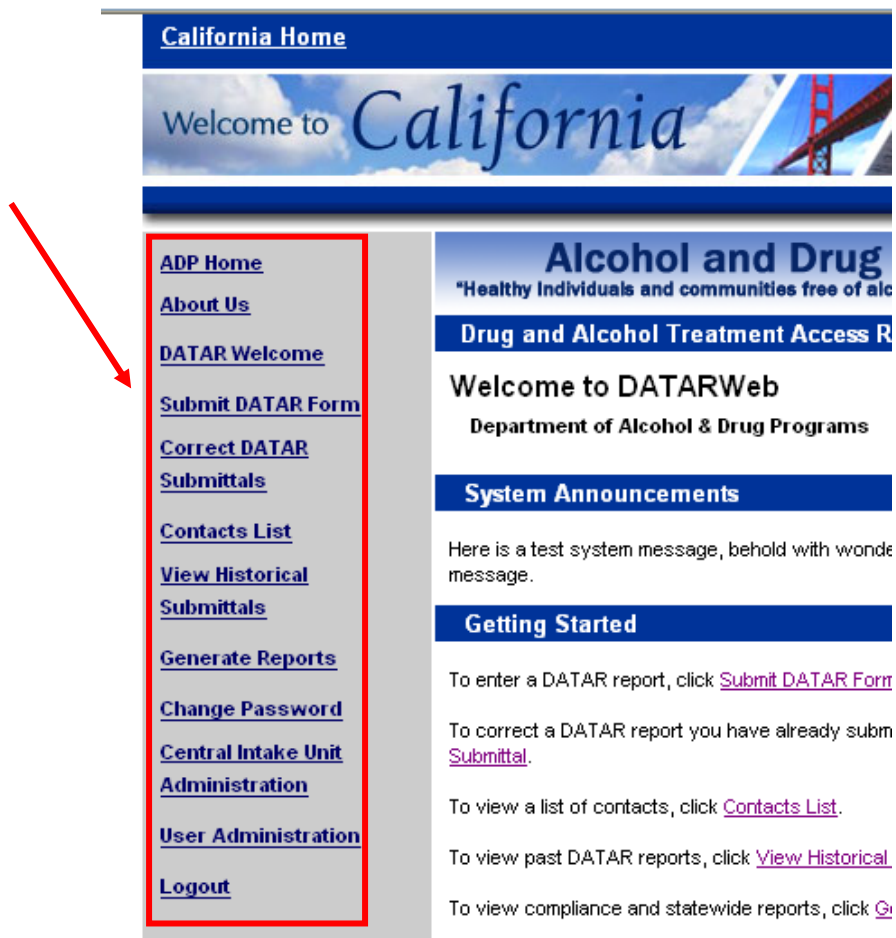 California Home
Welcome to California
ADP Home
About Us
DATAR Welcome
Submit DATAR Form
Correct DATAR
Submittals
Contacts List
View Historical
Submittals
Generate Reports
Change Password
Central Intake Unit
Administration
User Administration
Logout
Alcohol and Drug
"Healthy Individuals and communities free of alc
Drug and Alcohol Treatment Access R
Welcome to DATARWeb
Department of Alcohol & Drug Programs
System Announcements
Here is a test system message, behold with wonde
message.
Getting Started
To enter a DATAR report, click Submit DATAR Form
To correct a DATAR report you have already subm
Submittal.
To view a list of contacts, click Contacts List.
To view past DATAR reports, click View Historical
To view compliance and statewide reports, click Ge